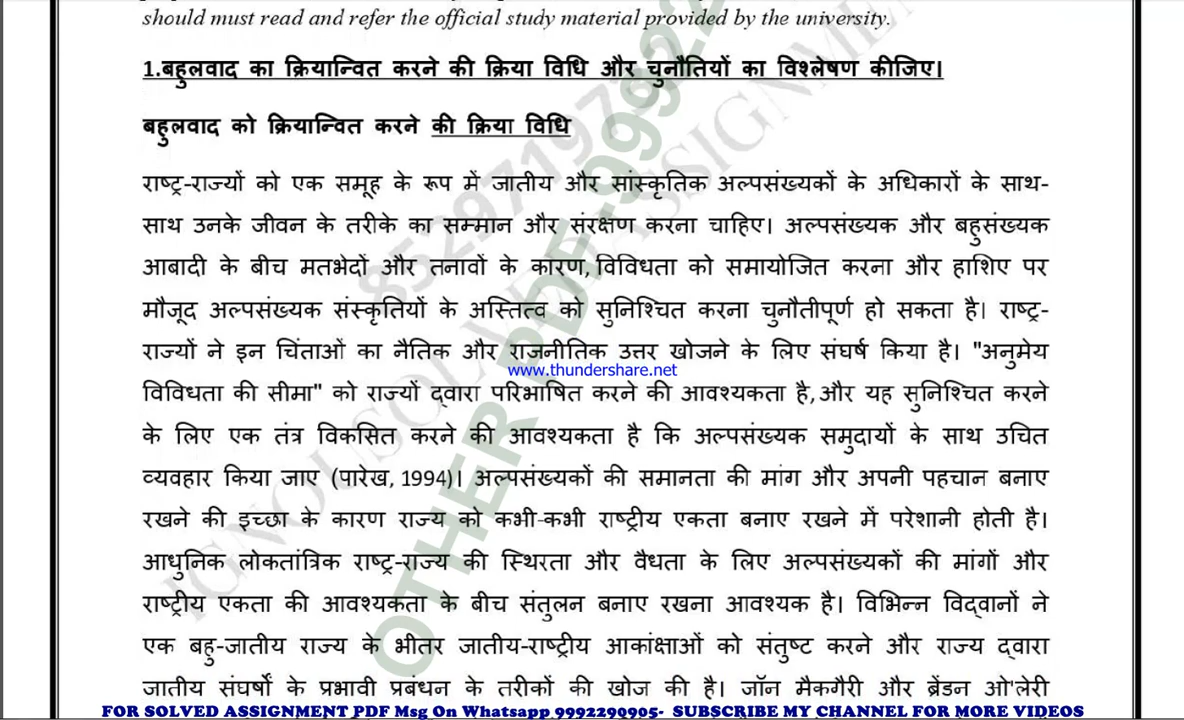 should must read and refer the official study material provided by the university.
1.बहुलवाद का क्रियान्वित करने की क्रिया विधि और चुनौतियों का विश्लेषण कीजिए।
बहुलवाद को क्रियान्वित करने की क्रिया विधि
राष्ट्र-राज्यों को एक समूह के रूप में जातीय और सांस्कृतिक अल्पसंख्यकों के अधिकारों के साथ-
साथ उनके जीवन के तरीके का सम्मान और संरक्षण करना चाहिए। अल्पसंख्यक और बहुसंख्यक
आबादी के बीच मतभेदों और तनावों के कारण, विविधता को समायोजित करना और हाशिए पर
मौजूद अल्पसंख्यक संस्कृतियों के अस्तित्व को सुनिश्चित करना चुनौतीपूर्ण हो सकता है। राष्ट्र-
राज्यों ने इन चिंताओं का नैतिक और राजनीतिक उत्तर खोजने के लिए संघर्ष किया है। "अनुमेय
www.thundershare.net
विविधता की सीमा" को राज्यों द्वारा परिभाषित करने की आवश्यकता है, और यह सुनिश्चित करने
के लिए एक तंत्र विकसित करने की आवश्यकता है कि अल्पसंख्यक समुदायों के साथ उचित
व्यवहार किया जाए (पारेख, 1994)। अल्पसंख्यकों की समानता की मांग और अपनी पहचान बनाए
रखने की इच्छा के कारण राज्य को कभी-कभी राष्ट्रीय एकता बनाए रखने में परेशानी होती है।
आधुनिक लोकतांत्रिक राष्ट्र-राज्य की स्थिरता और वैधता के लिए अल्पसंख्यकों की मांगों और
राष्ट्रीय एकता की आवश्यकता के बीच संतुलन बनाए रखना आवश्यक है। विभिन्न विद्वानों ने
एक बहु-जातीय राज्य के भीतर जातीय-राष्ट्रीय आकांक्षाओं को संतुष्ट करने और राज्य द्वारा
जातीय संघर्षों के प्रभावी प्रबंधन के तरीकों की खोज की है। जॉन मैकगैरी और ब्रेंडन ओ'लेरी
FOR SOLVED ASSIGNMENT PDF Msg On Whatsapp 9992290905- SUBSCRIBE MY CHANNEL FOR MORE VIDEOS